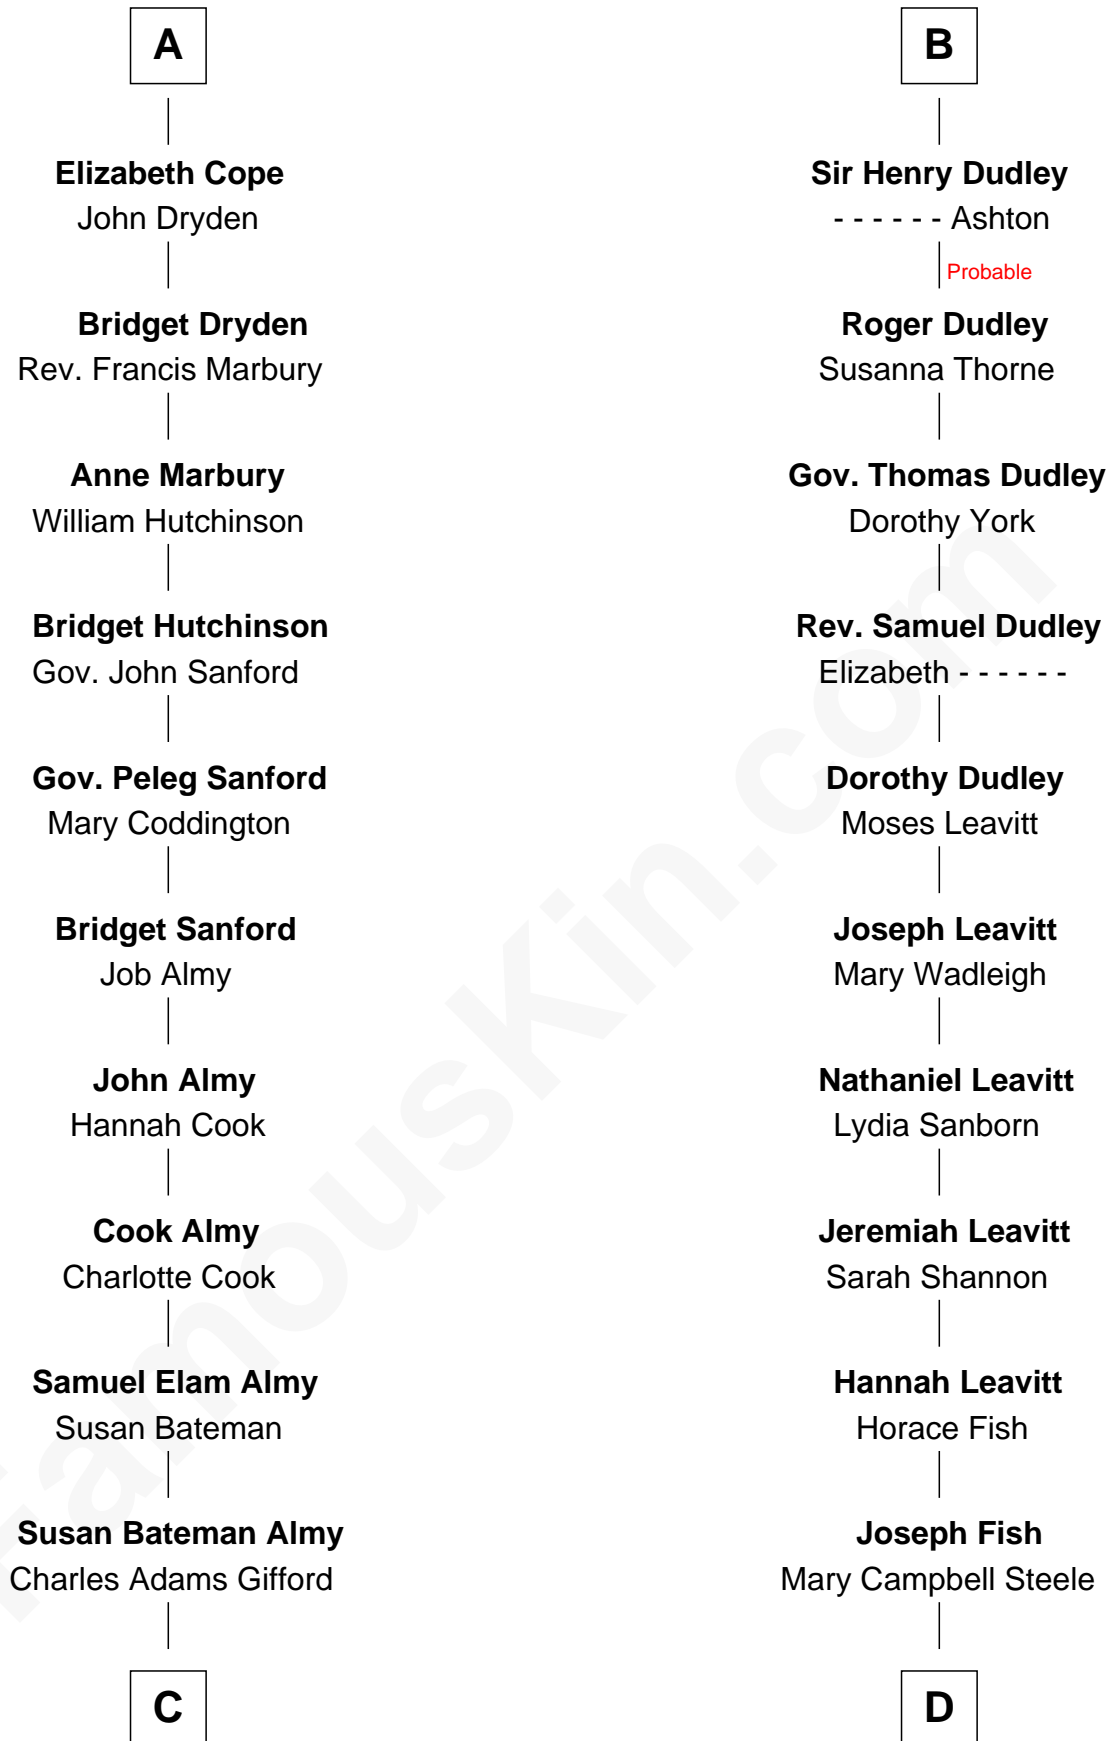 A
Elizabeth Cope
John Dryden
Bridget Dryden
Rev. Francis Marbury
Anne Marbury
William Hutchinson
Bridget Hutchinson
Gov. John Sanford
Gov. Peleg Sanford
Mary Coddington
Bridget Sanford
Job Almy
John Almy
Hannah Cook
Cook Almy
Charlotte Cook
Samuel Elam Almy
Susan Bateman
Susan Bateman Almy
Charles Adams Gifford
C
B
Sir Henry Dudley
- - - - - - Ashton
Probable
Roger Dudley
Susanna Thorne
Gov. Thomas Dudley
Dorothy York
Rev. Samuel Dudley
Elizabeth - - - - - -
Dorothy Dudley
Moses Leavitt
Joseph Leavitt
Mary Wadleigh
Nathaniel Leavitt
Lydia Sanborn
Jeremiah Leavitt
Sarah Shannon
Hannah Leavitt
Horace Fish
Joseph Fish
Mary Campbell Steele
D
FamousKin.com